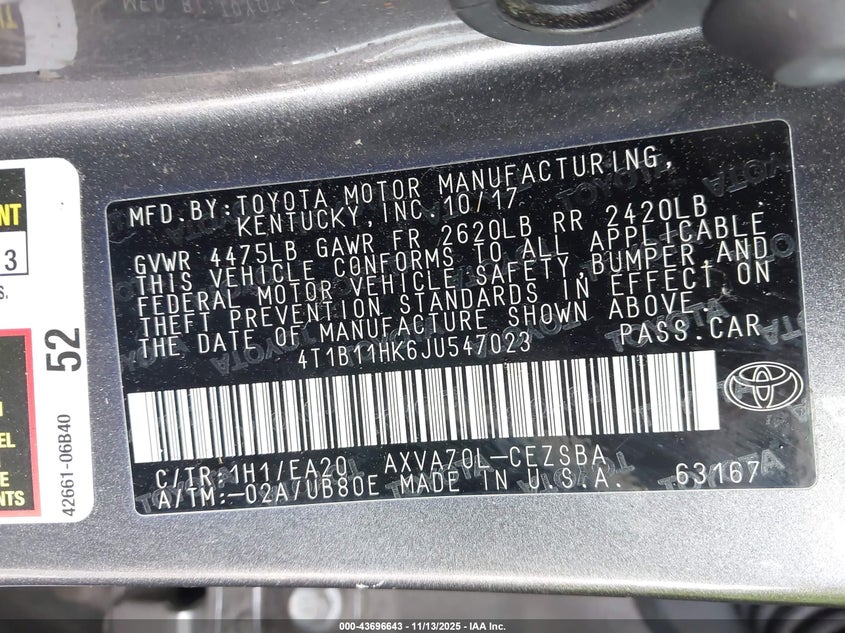 MFD.BY:TOYOTA MOTOR MANUFACTURING,
KENTUCKY,INC.10/17
GVWR 4475LB GAWR FR 2620LB RR 2420LB
THIS VEHICLE CONFORMS TO ALL APPLICABLE
FEDERAL MOTOR VEHICLE SAFETY,BUMPER,AND
THEFT PREVENTION STANDARDS IN EFFECT ON
THE DATE OF MANUFACTURE SHOWN ABOVE.
4T1B11HK6JU547023 PASS.CAR
C/TR:1H1/EA20 AXVA70L-CEZSBA
A/TM:-02A/UB80E MADE IN U.S.A. 63167
52
42661-06B40
000-43696643 | 11/13/2025 | IAA Inc.